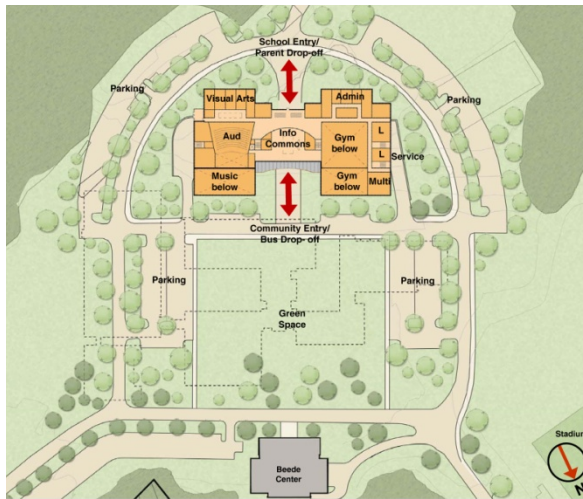 School Entry/
Parent Drop-off
Parking
Parking
Visual Arts
Admin
Aud
Info
Commons
Gym
below
L
L
Service
Music
below
Gym
below
Multi
Community Entry/
Bus Drop- off
Parking
Parking
Green
Space
Beede
Center
Stadium
N